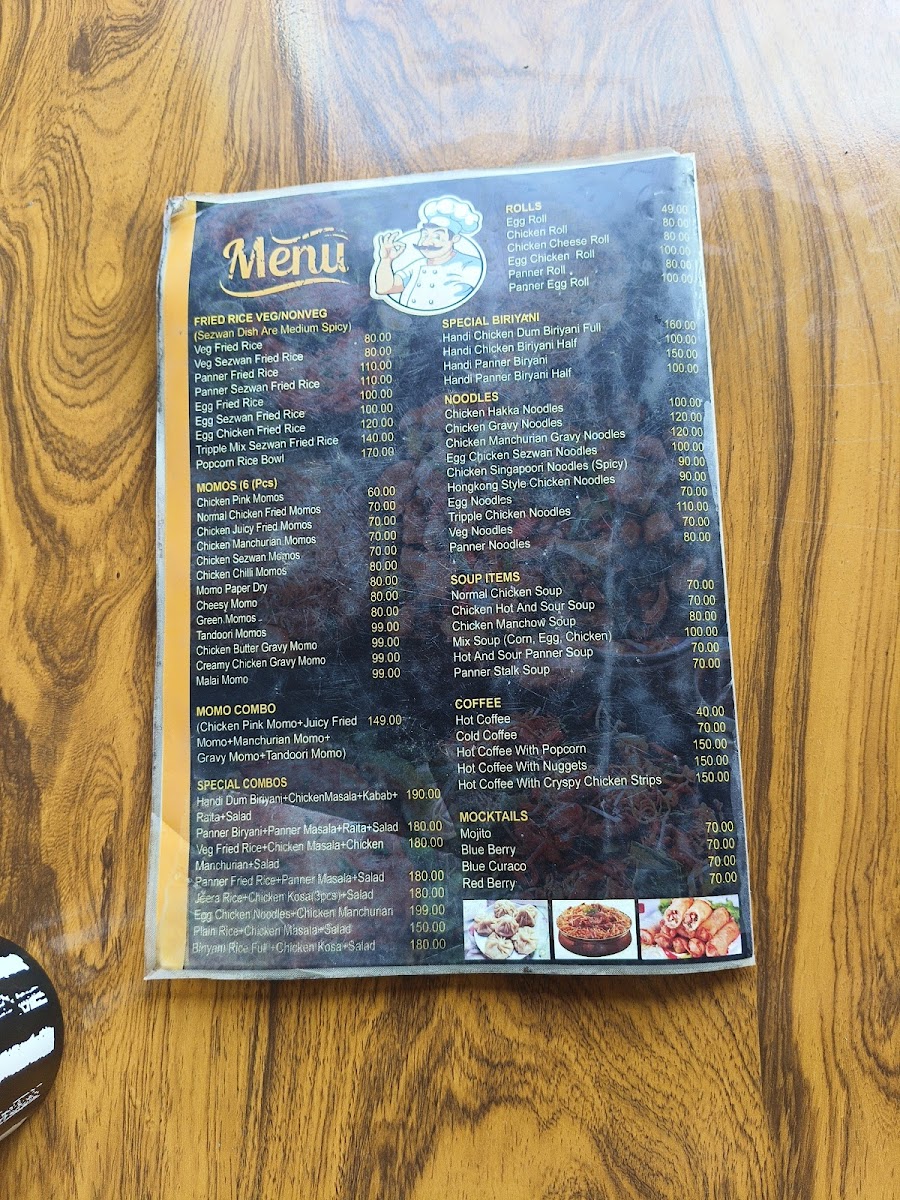 Menu
FRIED RICE VEG/NONVEG
(Sezwan Dish Are Medium Spicy)
Veg Fried Rice 80.00
Veg Sezwan Fried Rice 80.00
Panner Fried Rice 110.00
Panner Sezwan Fried Rice 110.00
Egg Fried Rice 100.00
Egg Sezwan Fried Rice 100.00
Egg Chicken Fried Rice 120.00
Tripple Mix Sezwan Fried Rice 140.00
Popcorn Rice Bowl 170.00
MOMOS (6 (Pcs)
Chicken Pink Momos 60.00
Normal Chicken Fried Momos 70.00
Chicken Juicy Fried Momos 70.00
Chicken Manchurian Momos 70.00
Chicken Sezwan Momos 70.00
Chicken Chilli Momos 80.00
Momo Paper Dry 80.00
Cheesy Momo 80.00
Green Momos 80.00
Tandoori Momos 99.00
Chicken Butter Gravy Momo 99.00
Creamy Chicken Gravy Momo 99.00
Malai Momo 99.00
MOMO COMBO
(Chicken Pink Momo+Juicy Fried 149.00
Momo+Manchurian Momo+
Gravy Momo+Tandoori Momo)
SPECIAL COMBOS
Handi Dum Biriyani+ChickenMasala+Kabab+ 190.00
Raita+Salad
Panner Biryani+Panner Masala+Raita+Salad 180.00
Veg Fried Rice+Chicken Masala+Chicken 180.00
Manchurian+Salad
Panner Fried Rice+Panner Masala+Salad 180.00
Jeera Rice+Chicken Kosa(3pcs)+Salad 180.00
Egg Chicken Noodles+Chicken Manchurian 199.00
Plain Rice+Chicken Masala+Salad 150.00
Biriyani Rice Full +Chicken Kosa+Salad 180.00
ROLLS
Egg Roll 49.00
Chicken Roll 80.00
Chicken Cheese Roll 80.00
Egg Chicken Roll 100.00
Panner Roll 80.00
Panner Egg Roll 100.00
SPECIAL BIRIYANI
Handi Chicken Dum Biriyani Full 160.00
Handi Chicken Biriyani Half 100.00
Handi Panner Biryani 150.00
Handi Panner Biryani Half 100.00
NOODLES
Chicken Hakka Noodles 100.00
Chicken Gravy Noodles 120.00
Chicken Manchurian Gravy Noodles 120.00
Egg Chicken Sezwan Noodles 100.00
Chicken Singapoori Noodles (Spicy) 90.00
Hongkong Style Chicken Noodles 90.00
Egg Noodles 70.00
Tripple Chicken Noodles 110.00
Veg Noodles 70.00
Panner Noodles 80.00
SOUP ITEMS
Normal Chicken Soup 70.00
Chicken Hot And Sour Soup 70.00
Chicken Manchow Soup 80.00
Mix Soup (Corn, Egg, Chicken) 100.00
Hot And Sour Panner Soup 70.00
Panner Stalk Soup 70.00
COFFEE
Hot Coffee 40.00
Cold Coffee 70.00
Hot Coffee With Popcorn 150.00
Hot Coffee With Nuggets 150.00
Hot Coffee With Cryspy Chicken Strips 150.00
MOCKTAILS
Mojito 70.00
Blue Berry 70.00
Blue Curaco 70.00
Red Berry 70.00